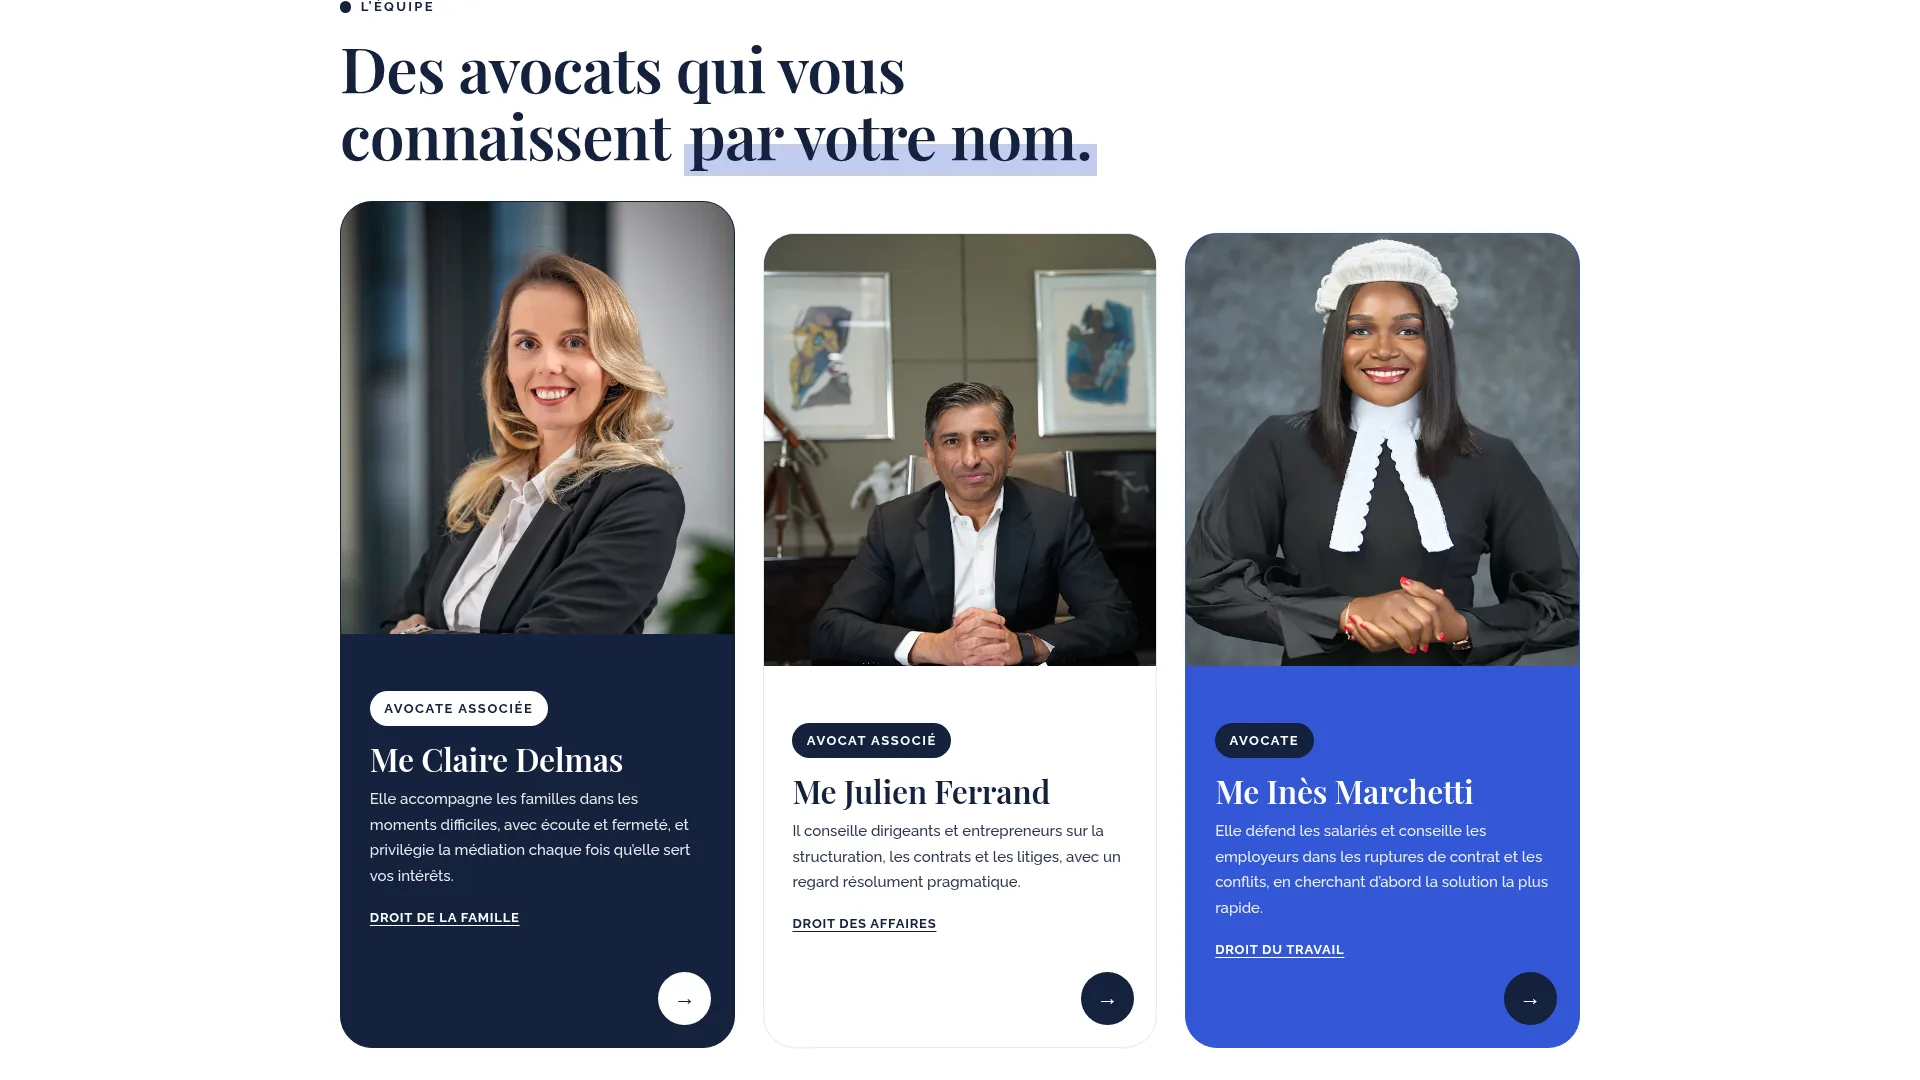 L'ÉQUIPE
Des avocats qui vous
connaissent par votre nom.
AVOCATE ASSOCIÉE
Me Claire Delmas
Elle accompagne les familles dans les
moments difficiles, avec écoute et fermeté, et
privilégie la médiation chaque fois qu'elle sert
vos intérêts.
DROIT DE LA FAMILLE
→
AVOCAT ASSOCIÉ
Me Julien Ferrand
Il conseille dirigeants et entrepreneurs sur la
structuration, les contrats et les litiges, avec un
regard résolument pragmatique.
DROIT DES AFFAIRES
→
AVOCATE
Me Inès Marchetti
Elle défend les salariés et conseille les
employeurs dans les ruptures de contrat et les
conflits, en cherchant d'abord la solution la plus
rapide.
DROIT DU TRAVAIL
→